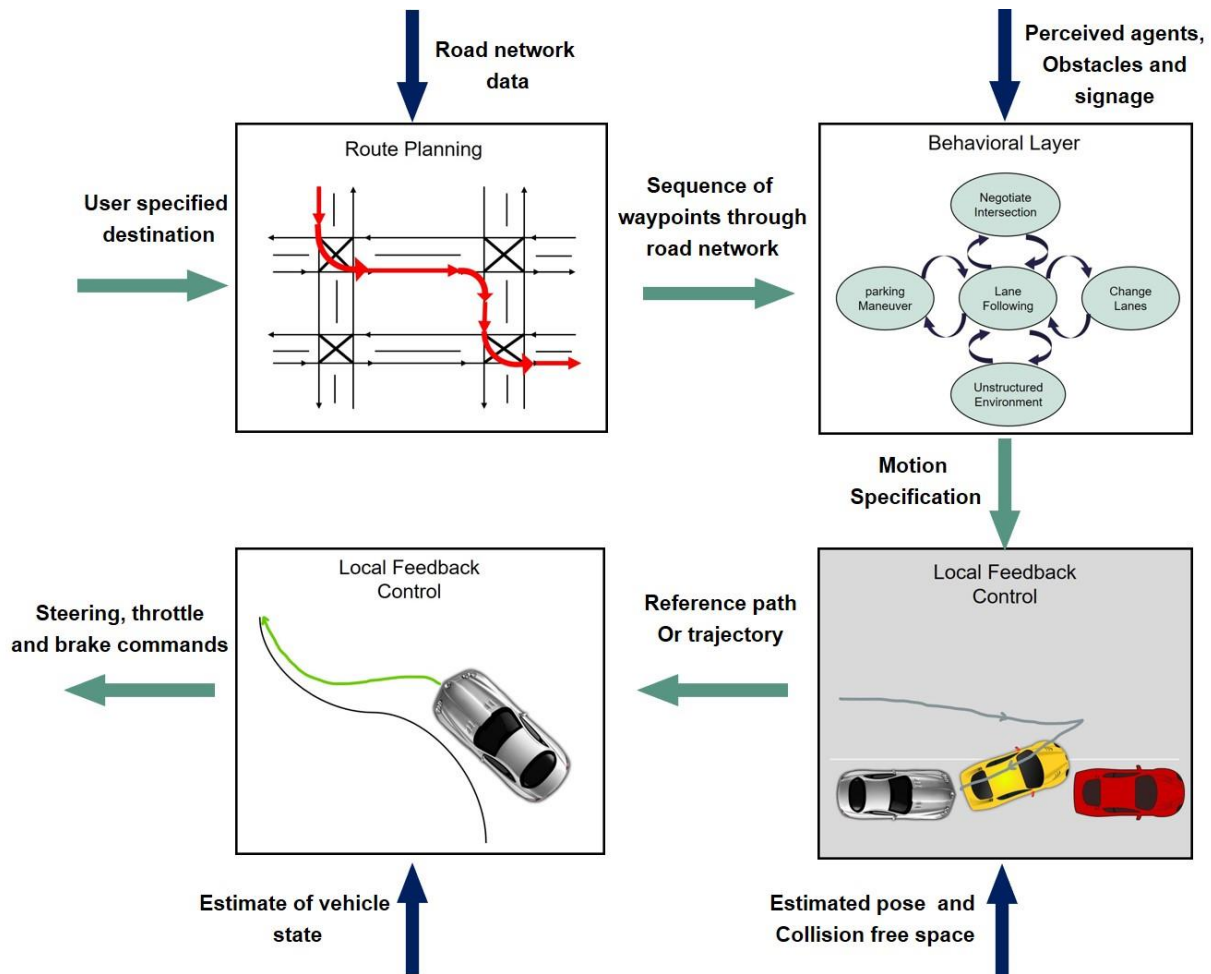 Road network
data
Perceived agents,
Obstacles and
signage
User specified
destination
Route Planning
Sequence of
waypoints through
road network
Behavioral Layer
Negotiate
Intersection
parking
Maneuver
Lane
Following
Change
Lanes
Unstructured
Environment
Motion
Specification
Steering, throttle
and brake commands
Local Feedback
Control
Reference path
Or trajectory
Local Feedback
Control
Estimate of vehicle
state
Estimated pose and
Collision free space